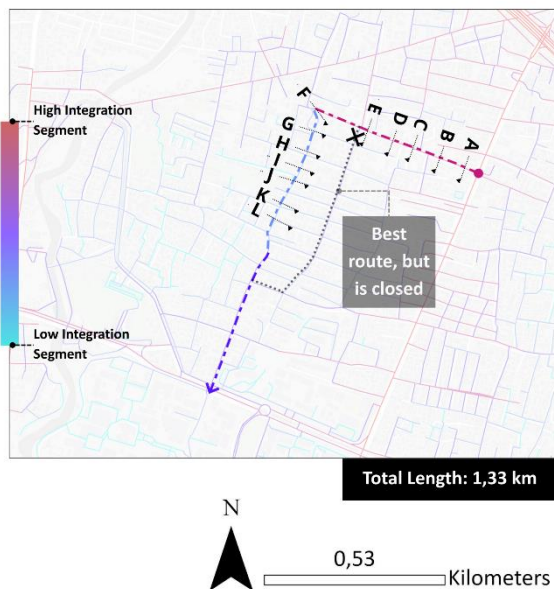 High Integration
Segment
Low Integration
Segment
F
G
H
I
J
K
L
X
E
D
C
B
A
Best
route, but
is closed
Total Length: 1,33 km
N
0,53
Kilometers